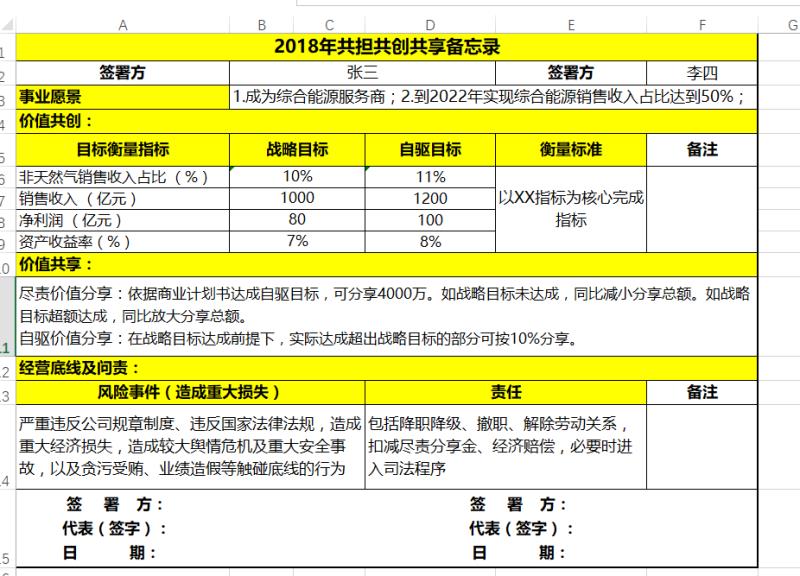 A B C D E F G
2018年共担共创共享备忘录
签署方 张三 签署方 李四
事业愿景 1.成为综合能源服务商；2.到2022年实现综合能源销售收入占比达到50%；
价值共创：
目标衡量指标 战略目标 自驱目标 衡量标准 备注
非天然气销售收入占比（%） 10% 11%
销售收入（亿元） 1000 1200
以XX指标为核心完成
指标
净利润（亿元） 80 100
资产收益率(%) 7% 8%
价值共享：
尽责价值分享：依据商业计划书达成自驱目标，可分享4000万。如战略目标未达成，同比减小分享总额。如战略
目标超额达成，同比放大分享总额。
自驱价值分享：在战略目标达成前提下，实际达成超出战略目标的部分可按10%分享。
经营底线及问责：
风险事件（造成重大损失） 责任 备注
严重违反公司规章制度、违反国家法律法规，造成
重大经济损失，造成较大舆情危机及重大安全事
故，以及贪污受贿、业绩造假等触碰底线的行为
包括降职降级、撤职、解除劳动关系，
扣减尽责分享金、经济赔偿，必要时进
入司法程序
签 署 方： 签 署 方：
代表（签字）： 代表（签字）：
日 期： 日 期：